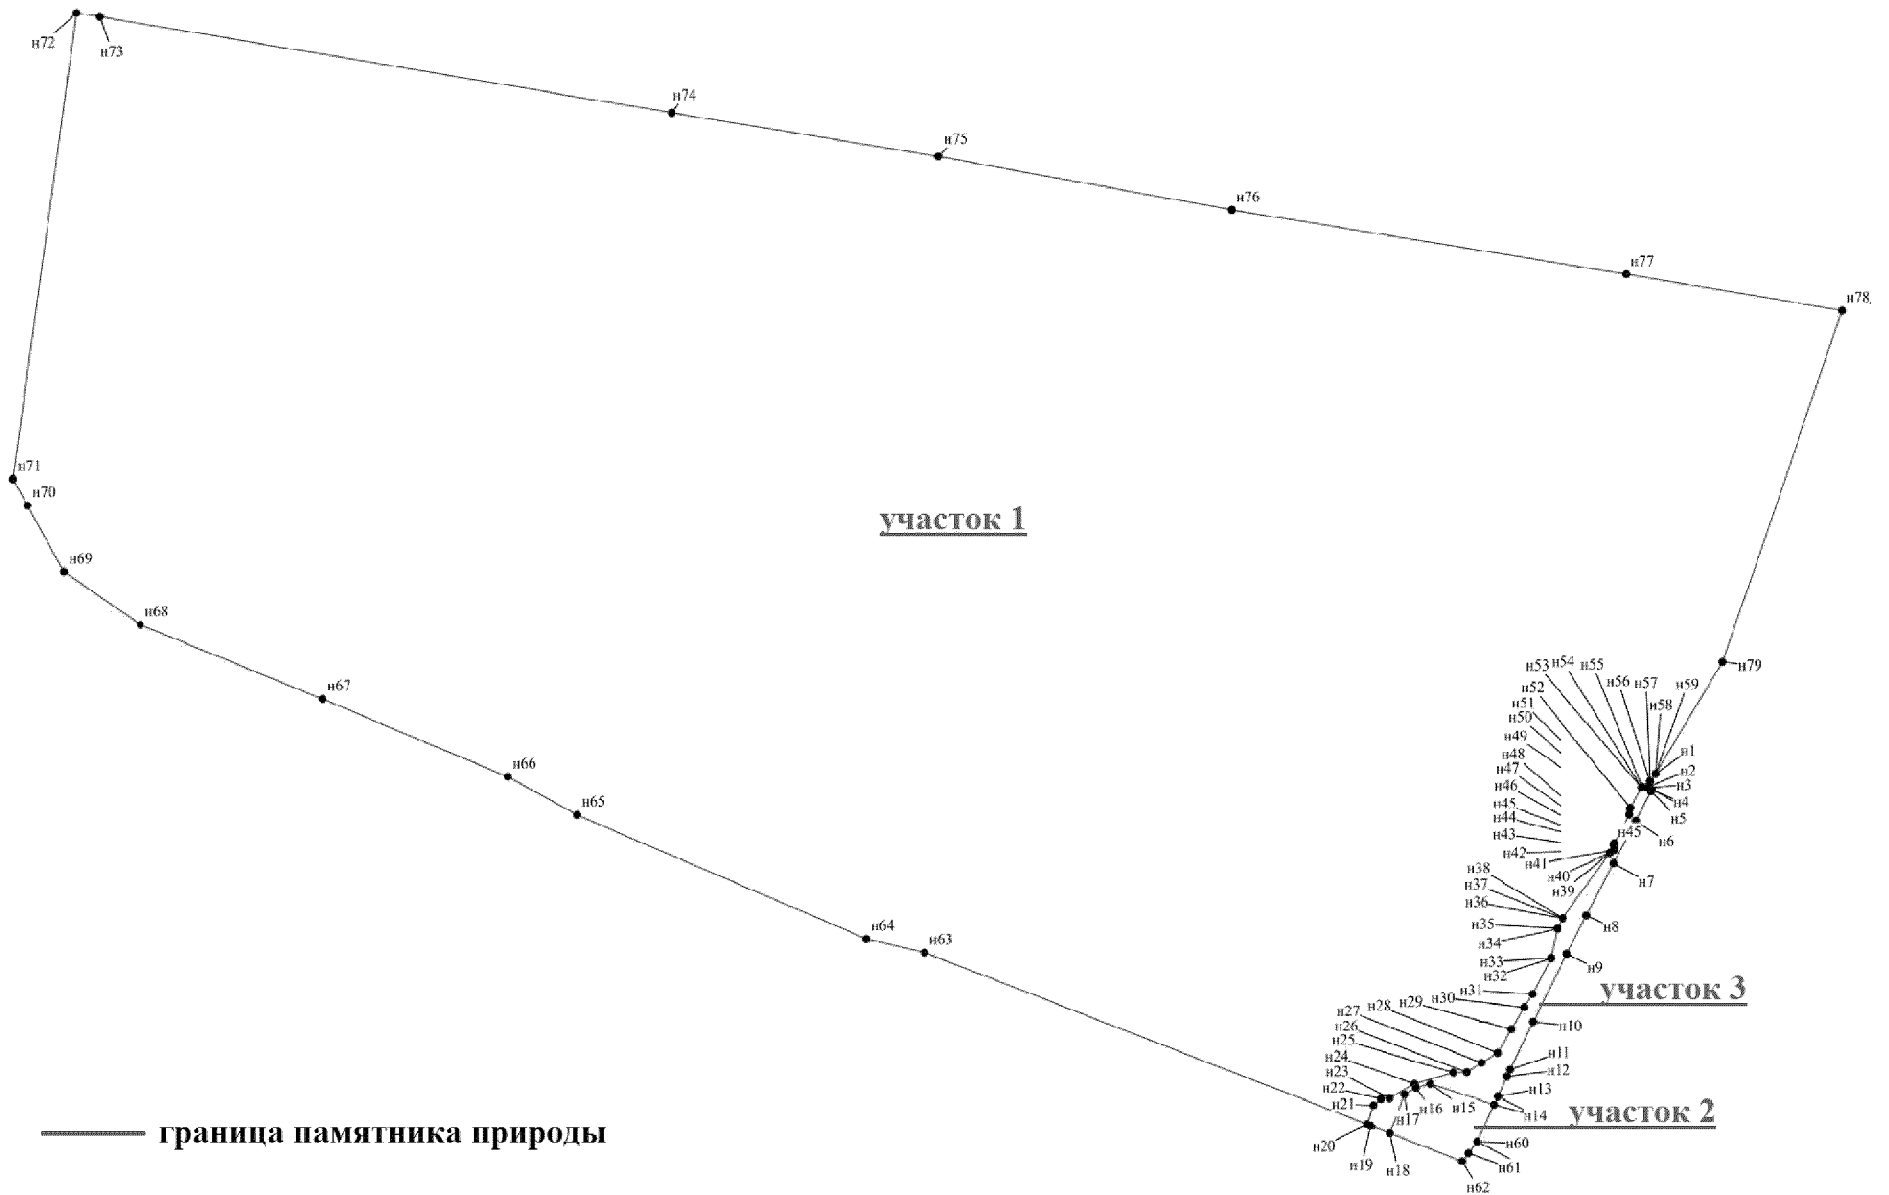 н72
н73
н74
н75
н76
н77
н78
н71
н70
участок 1
н69
н68
н79
н53
н54
н55
н56
н57
н59
н52
н58
н67
н51
н50
н49
н1
н48
н2
н47
н3
н66
н46
н4
н45
н5
н65
н44
н45
н6
н43
н42
н41
н38
н40
н7
н37
н39
н36
н35
н8
н34
н64
н63
н33
н9
н32
н31
участок 3
н30
н29
н28
н27
н26
н10
н25
н24
н11
н23
н12
н22
н13
н21
н16
н15
н14
участок 2
н17
граница памятника природы
н20
н60
н19
н18
н61
н62